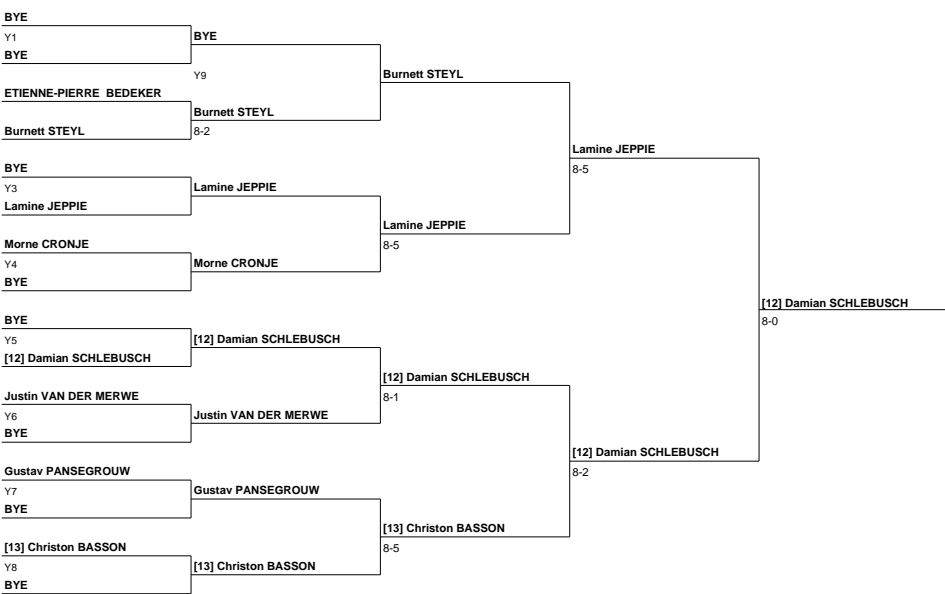 BYE
Y1
BYE
BYE
Y9
Burnett STEYL
ETIENNE-PIERRE BEDEKER
Burnett STEYL
Burnett STEYL
8-2
Lamine JEPPIE
8-5
BYE
Y3
Lamine JEPPIE
Lamine JEPPIE
Lamine JEPPIE
8-5
Morne CRONJE
Y4
Morne CRONJE
BYE
[12] Damian SCHLEBUSCH
8-0
BYE
Y5
[12] Damian SCHLEBUSCH
[12] Damian SCHLEBUSCH
[12] Damian SCHLEBUSCH
8-1
Justin VAN DER MERWE
Y6
Justin VAN DER MERWE
BYE
[12] Damian SCHLEBUSCH
8-2
Gustav PANSEGROUW
Y7
Gustav PANSEGROUW
BYE
[13] Christon BASSON
8-5
[13] Christon BASSON
Y8
[13] Christon BASSON
BYE